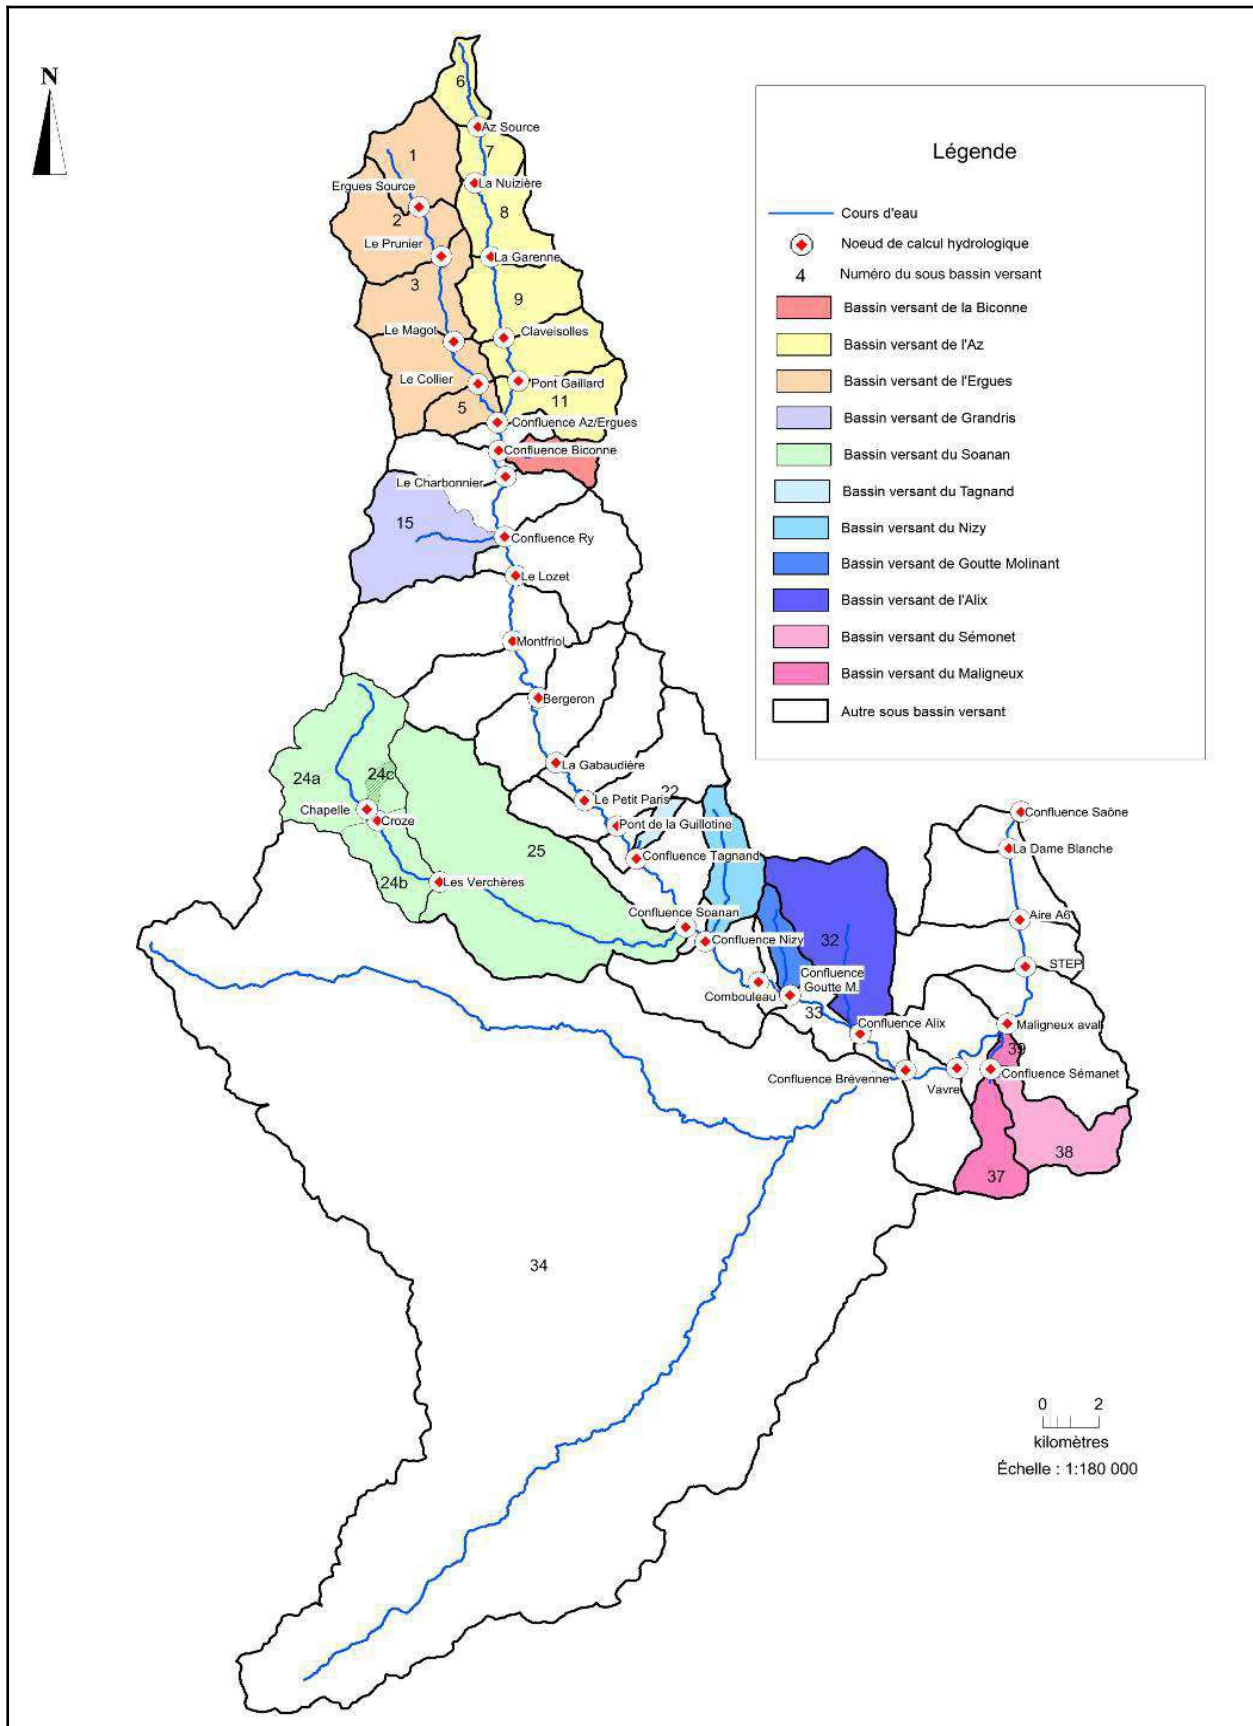 N
6
Az Source
1
7
La Nuizière
Ergues Source
2
8
Le Prunier
La Garenne
3
9
Le Magot
Claveisolles
Le Collier
Pont Gaillard
5
11
Confluence Az/Ergues
Confluence Biconne
Le Charbonnier
15
Confluence Ry
Le Lozet
Montfriol
Bergeron
La Gabaudière
24a
24c
Chapelle
Croze
22
Le Petit Paris
Pont de la Guillotine
Confluence Tagnand
25
24b
Les Verchères
Confluence Soanan
Confluence Nizy
32
Confluence
Goutte M.
Combouleau
33
Confluence Alix
Confluence Brévenne
Vavre
Confluence Saône
La Dame Blanche
Aire A6
STEP
Maligneux aval
39
Confluence Sémanet
38
37
34
Légende
Cours d'eau
Noeud de calcul hydrologique
4 Numéro du sous bassin versant
Bassin versant de la Biconne
Bassin versant de l'Az
Bassin versant de l'Ergues
Bassin versant de Grandris
Bassin versant du Soanan
Bassin versant du Tagnand
Bassin versant du Nizy
Bassin versant de Goutte Molinant
Bassin versant de l'Alix
Bassin versant du Sémonet
Bassin versant du Maligneux
Autre sous bassin versant
0 2
kilomètres
Échelle : 1:180 000